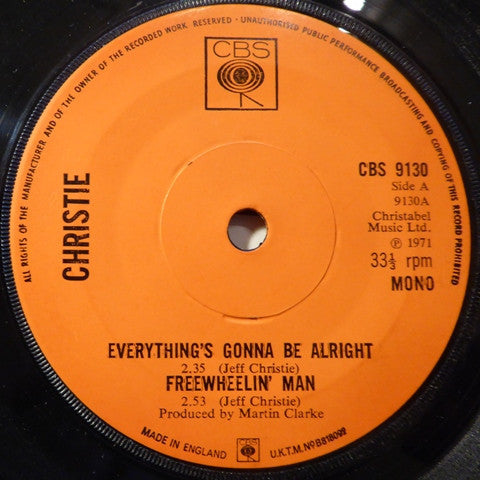 ALL RIGHTS OF THE MANUFACTURER AND OF THE OWNER OF THE RECORDED WORK RESERVED · UNAUTHORISED PUBLIC PERFORMANCE BROADCASTING AND COPYING OF THIS RECORD PROHIBITED
CBS
CHRISTIE
CBS 9130
Side A
9130A
Christabel
Music Ltd.
℗ 1971
33⅓ rpm
MONO
EVERYTHING'S GONNA BE ALRIGHT
2.35 (Jeff Christie)
FREEWHEELIN' MAN
2.53 (Jeff Christie)
Produced by Martin Clarke
MADE IN ENGLAND
CBS
U.K.T.M.NºB818092